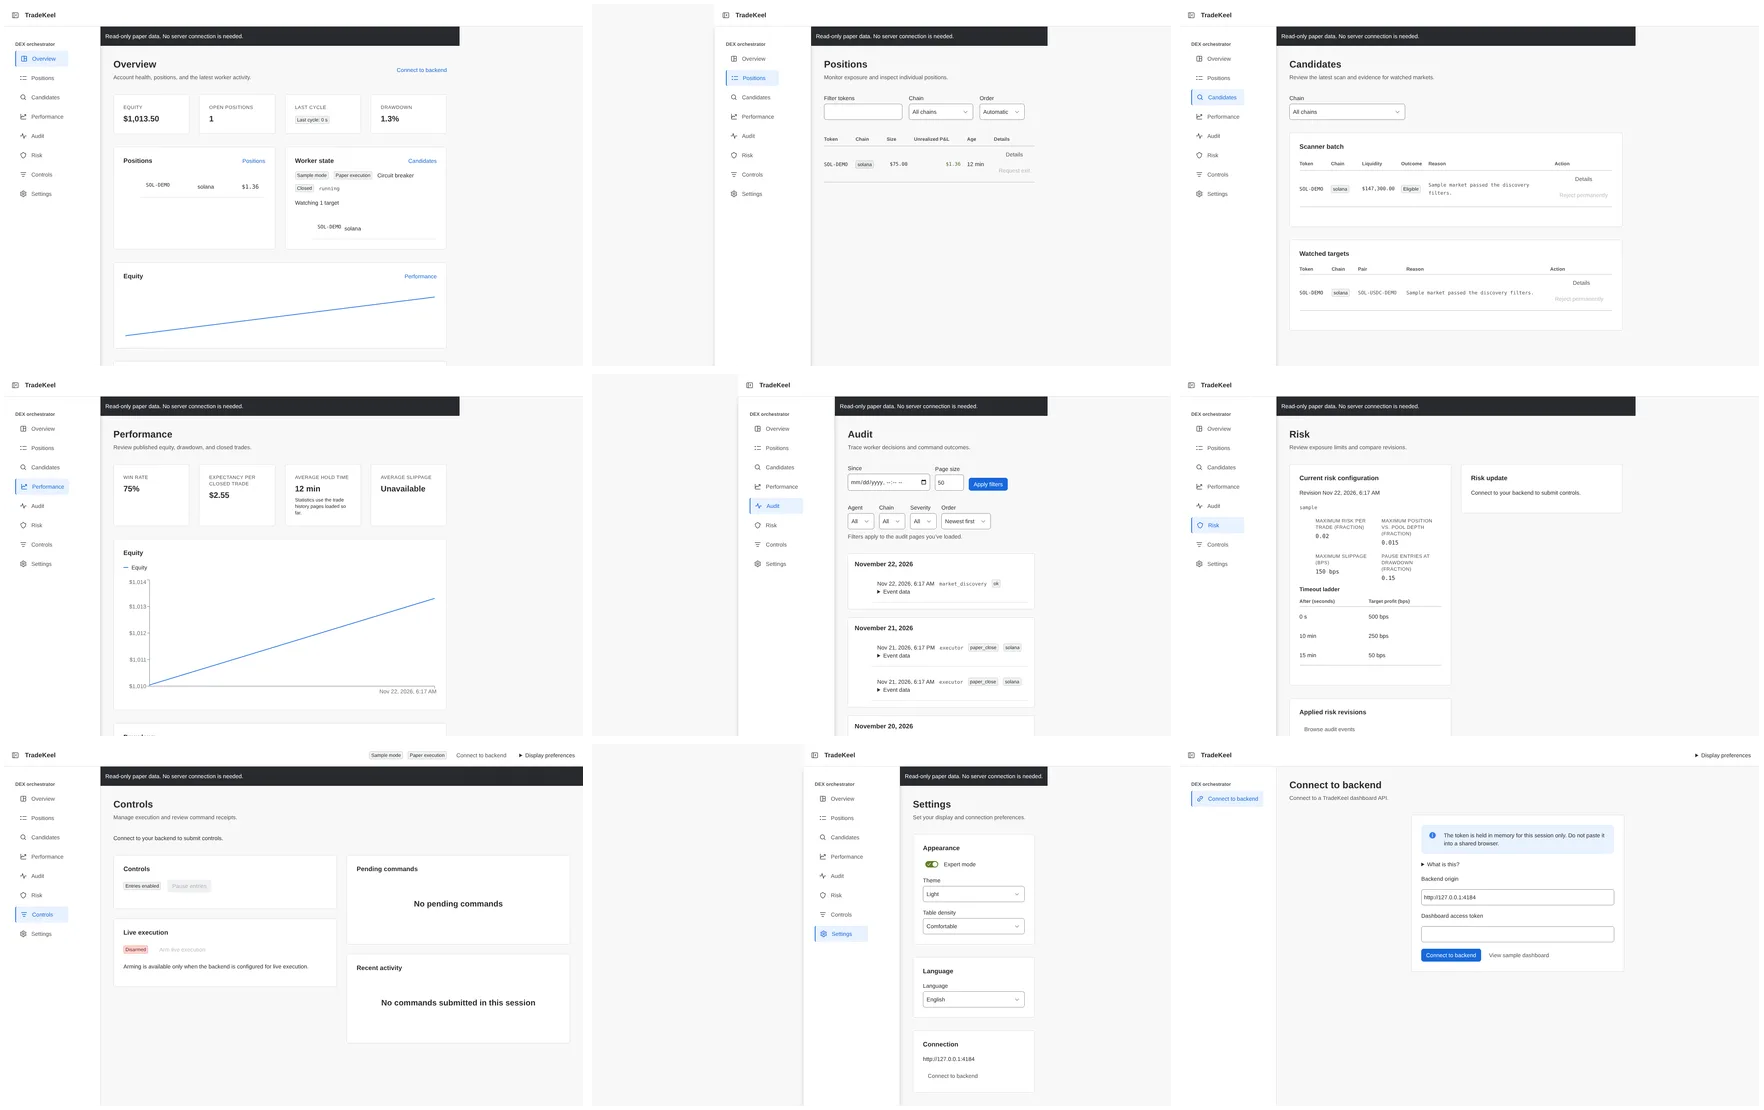 TradeKeel
DEX orchestrator
Overview
Positions
Candidates
Performance
Audit
Risk
Controls
Settings
Read-only paper data. No server connection is needed.
Overview
Account health, positions, and the latest worker activity.
Connect to backend
EQUITY
$1,013.50
OPEN POSITIONS
1
LAST CYCLE
Last cycle: 0 s
DRAWDOWN
1.3%
Positions
Positions
SOL-DEMO solana $1.36
Worker state
Candidates
Sample mode Paper execution Circuit breaker
Closed running
Watching 1 target
SOL-DEMO solana
Equity
Performance
TradeKeel
DEX orchestrator
Overview
Positions
Candidates
Performance
Audit
Risk
Controls
Settings
Read-only paper data. No server connection is needed.
Positions
Monitor exposure and inspect individual positions.
Filter tokens
Chain
All chains
Order
Automatic
Token Chain Size Unrealized P&L Age Details
SOL-DEMO solana $75.00 $1.36 12 min Details
Request exit
TradeKeel
DEX orchestrator
Overview
Positions
Candidates
Performance
Audit
Risk
Controls
Settings
Read-only paper data. No server connection is needed.
Candidates
Review the latest scan and evidence for watched markets.
Chain
All chains
Scanner batch
Token Chain Liquidity Outcome Reason Action
SOL-DEMO solana $147,300.00 Eligible Sample market passed the discovery
filters.
Details
Reject permanently
Watched targets
Token Chain Pair Reason Action
SOL-DEMO solana SOL-USDC-DEMO Sample market passed the discovery filters.
Details
Reject permanently
TradeKeel
DEX orchestrator
Overview
Positions
Candidates
Performance
Audit
Risk
Controls
Settings
Read-only paper data. No server connection is needed.
Performance
Review published equity, drawdown, and closed trades.
WIN RATE
75%
EXPECTANCY PER
CLOSED TRADE
$2.55
AVERAGE HOLD TIME
12 min
Statistics use the trade
history pages loaded so
far.
AVERAGE SLIPPAGE
Unavailable
Equity
Equity
$1,014
$1,013
$1,012
$1,011
$1,010
Nov 22, 2026, 6:17 AM
TradeKeel
DEX orchestrator
Overview
Positions
Candidates
Performance
Audit
Risk
Controls
Settings
Read-only paper data. No server connection is needed.
Audit
Trace worker decisions and command outcomes.
Since
mm/dd/yyyy, --:-- --
Page size
50
Apply filters
Agent
All
Chain
All
Severity
All
Order
Newest first
Filters apply to the audit pages you've loaded.
November 22, 2026
Nov 22, 2026, 6:17 AM market_discovery ok
Event data
November 21, 2026
Nov 21, 2026, 6:17 PM executor paper_close solana
Event data
Nov 21, 2026, 6:17 AM executor paper_close solana
Event data
November 20, 2026
TradeKeel
DEX orchestrator
Overview
Positions
Candidates
Performance
Audit
Risk
Controls
Settings
Read-only paper data. No server connection is needed.
Risk
Review exposure limits and compare revisions.
Current risk configuration
Revision Nov 22, 2026, 6:17 AM
sample
MAXIMUM RISK PER
TRADE (FRACTION)
0.02
MAXIMUM POSITION
VS. POOL DEPTH
(FRACTION)
0.015
MAXIMUM SLIPPAGE
(BPS)
150 bps
PAUSE ENTRIES AT
DRAWDOWN
(FRACTION)
0.15
Timeout ladder
After (seconds) Target profit (bps)
0 s 500 bps
10 min 250 bps
15 min 50 bps
Applied risk revisions
Browse audit events
Risk update
Connect to your backend to submit controls.
TradeKeel
Sample mode Paper execution Connect to backend Display preferences
DEX orchestrator
Overview
Positions
Candidates
Performance
Audit
Risk
Controls
Settings
Read-only paper data. No server connection is needed.
Controls
Manage execution and review command receipts.
Connect to your backend to submit controls.
Controls
Entries enabled Pause entries
Live execution
Disarmed Arm live execution
Arming is available only when the backend is configured for live execution.
Pending commands
No pending commands
Recent activity
No commands submitted in this session
TradeKeel
DEX orchestrator
Overview
Positions
Candidates
Performance
Audit
Risk
Controls
Settings
Read-only paper data. No server connection is needed.
Settings
Set your display and connection preferences.
Appearance
Expert mode
Theme
Light
Table density
Comfortable
Language
Language
English
Connection
http://127.0.0.1:4184
Connect to backend
TradeKeel
Display preferences
DEX orchestrator
Connect to backend
Connect to backend
Connect to a TradeKeel dashboard API.
The token is held in memory for this session only. Do not paste it
into a shared browser.
What is this?
Backend origin
http://127.0.0.1:4184
Dashboard access token
Connect to backend View sample dashboard